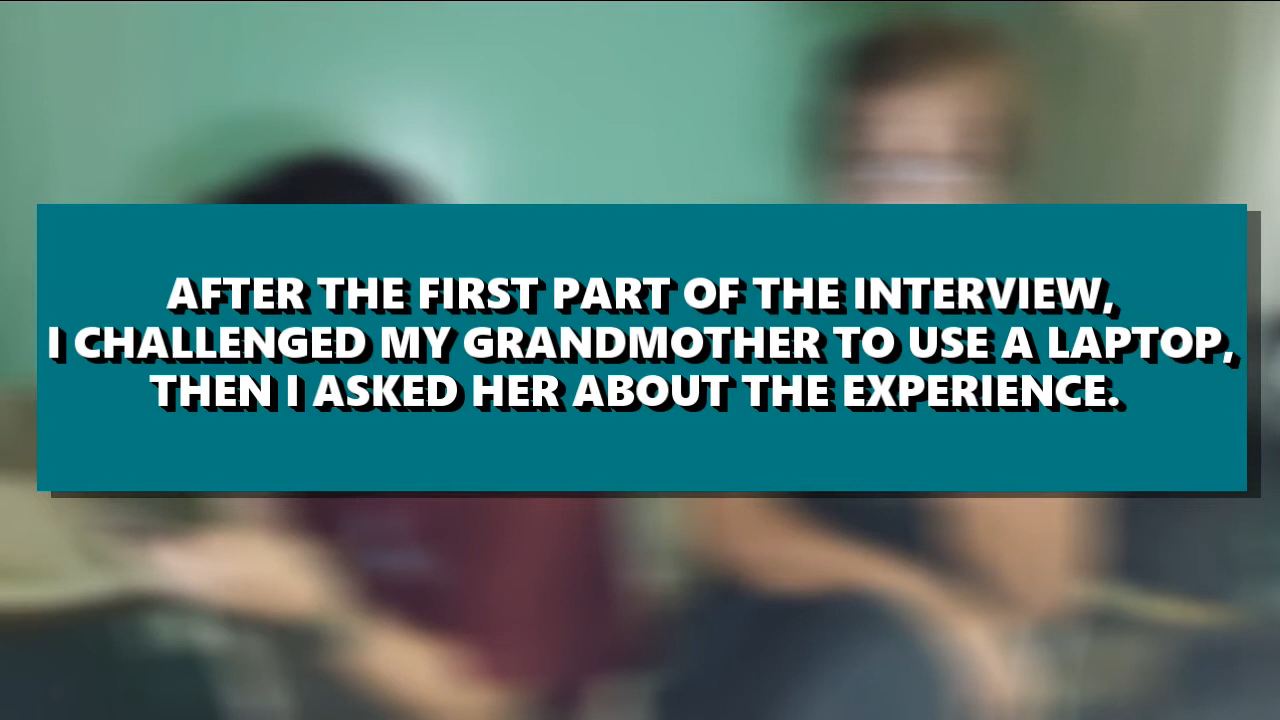 AFTER THE FIRST PART OF THE INTERVIEW,
I CHALLENGED MY GRANDMOTHER TO USE A LAPTOP,
THEN I ASKED HER ABOUT THE EXPERIENCE.